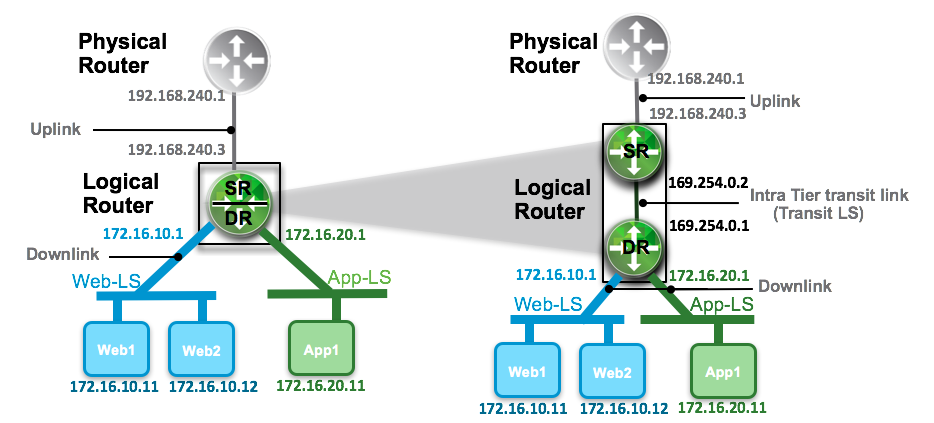 Physical
Router
192.168.240.1
Uplink
192.168.240.3
Logical
Router
SR
DR
172.16.10.1
172.16.20.1
Downlink
Web-LS
App-LS
Web1
Web2
App1
172.16.10.11
172.16.10.12
172.16.20.11
Physical
Router
192.168.240.1
Uplink
192.168.240.3
SR
Logical
Router
169.254.0.2
Intra Tier transit link
(Transit LS)
169.254.0.1
DR
172.16.10.1
172.16.20.1
Downlink
Web-LS
App-LS
Web1
Web2
App1
172.16.10.11
172.16.10.12
172.16.20.11